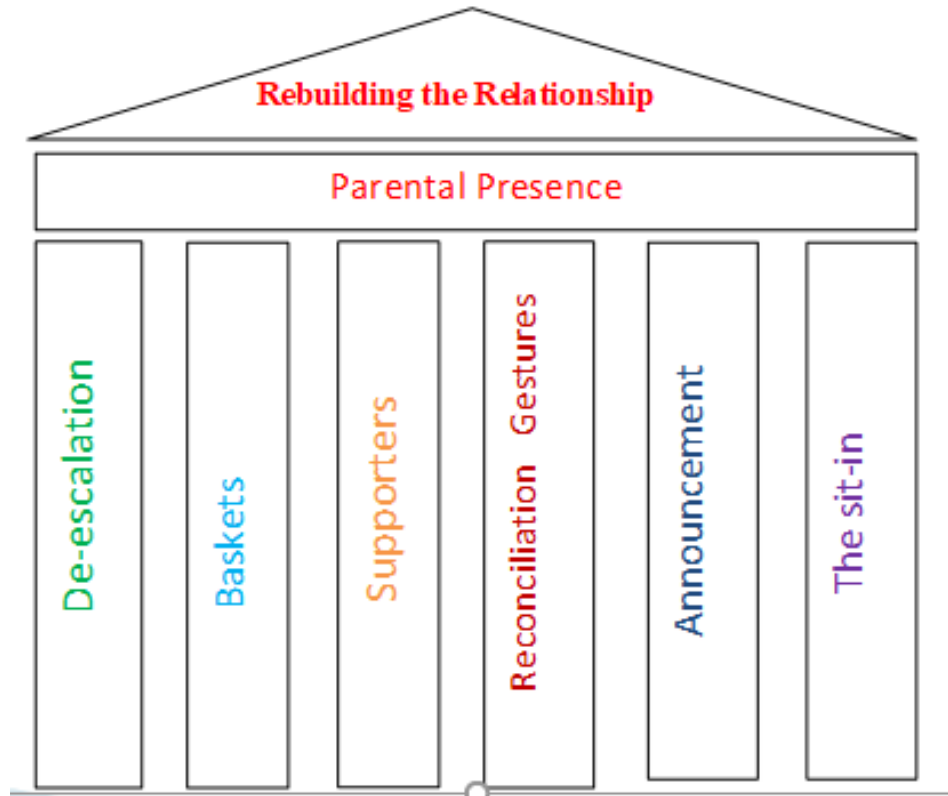 Rebuilding the Relationship
Parental Presence
De-escalation
Baskets
Supporters
Reconciliation Gestures
Announcement
The sit-in